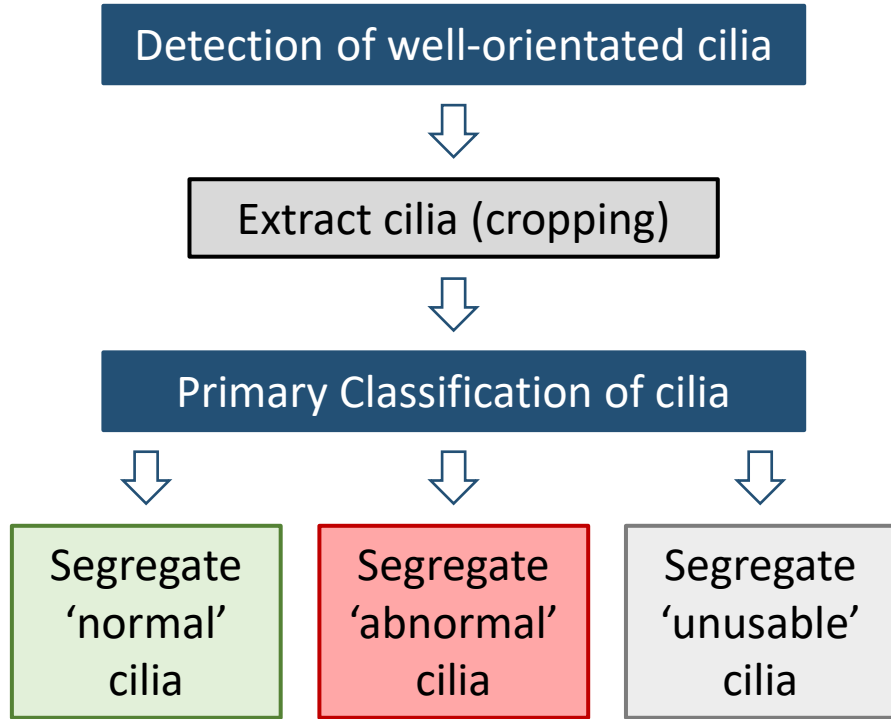 Detection of well-orientated cilia
Extract cilia (cropping)
Primary Classification of cilia
Segregate
‘normal’
cilia
Segregate
‘abnormal’
cilia
Segregate
‘unusable’
cilia